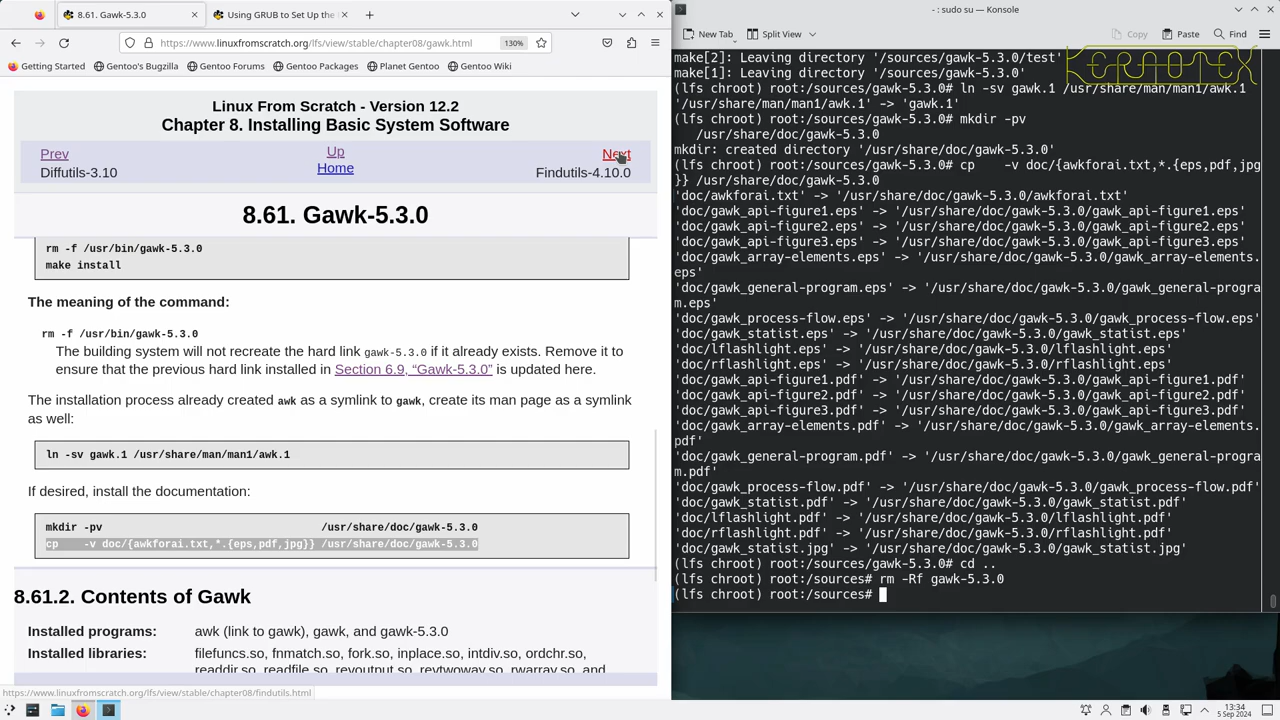 8.61. Gawk-5.3.0
Using GRUB to Set Up the
https://www.linuxfromscratch.org/lfs/view/stable/chapter08/gawk.html
130%
Getting Started
Gentoo's Bugzilla
Gentoo Forums
Gentoo Packages
Planet Gentoo
Gentoo Wiki
Linux From Scratch - Version 12.2
Chapter 8. Installing Basic System Software
Prev
Up
Next
Diffutils-3.10
Home
Findutils-4.10.0
8.61. Gawk-5.3.0
rm -f /usr/bin/gawk-5.3.0
make install
The meaning of the command:
rm -f /usr/bin/gawk-5.3.0
The building system will not recreate the hard link gawk-5.3.0 if it already exists. Remove it to
ensure that the previous hard link installed in Section 6.9, “Gawk-5.3.0” is updated here.
The installation process already created awk as a symlink to gawk, create its man page as a symlink
as well:
ln -sv gawk.1 /usr/share/man/man1/awk.1
If desired, install the documentation:
mkdir -pv /usr/share/doc/gawk-5.3.0
cp -v doc/{awkforai.txt,*.{eps,pdf,jpg}} /usr/share/doc/gawk-5.3.0
8.61.2. Contents of Gawk
Installed programs: awk (link to gawk), gawk, and gawk-5.3.0
Installed libraries: filefuncs.so, fnmatch.so, fork.so, inplace.so, intdiv.so, ordchr.so,
readdir.so, readfile.so, revoutput.so, revtwoway.so, rwarray.so, and
https://www.linuxfromscratch.org/lfs/view/stable/chapter08/findutils.html
- : sudo su — Konsole
New Tab
Split View
Copy
Paste
Find
KEAOTEX
make[2]: Leaving directory '/sources/gawk-5.3.0/test'
make[1]: Leaving directory '/sources/gawk-5.3.0'
(lfs chroot) root:/sources/gawk-5.3.0# ln -sv gawk.1 /usr/share/man/man1/awk.1
'/usr/share/man/man1/awk.1' -> 'gawk.1'
(lfs chroot) root:/sources/gawk-5.3.0# mkdir -pv
/usr/share/doc/gawk-5.3.0
mkdir: created directory '/usr/share/doc/gawk-5.3.0'
(lfs chroot) root:/sources/gawk-5.3.0# cp -v doc/{awkforai.txt,*.{eps,pdf,jpg
}} /usr/share/doc/gawk-5.3.0
'doc/awkforai.txt' -> '/usr/share/doc/gawk-5.3.0/awkforai.txt'
'doc/gawk_api-figure1.eps' -> '/usr/share/doc/gawk-5.3.0/gawk_api-figure1.eps'
'doc/gawk_api-figure2.eps' -> '/usr/share/doc/gawk-5.3.0/gawk_api-figure2.eps'
'doc/gawk_api-figure3.eps' -> '/usr/share/doc/gawk-5.3.0/gawk_api-figure3.eps'
'doc/gawk_array-elements.eps' -> '/usr/share/doc/gawk-5.3.0/gawk_array-elements.
eps'
'doc/gawk_general-program.eps' -> '/usr/share/doc/gawk-5.3.0/gawk_general-progra
m.eps'
'doc/gawk_process-flow.eps' -> '/usr/share/doc/gawk-5.3.0/gawk_process-flow.eps'
'doc/gawk_statist.eps' -> '/usr/share/doc/gawk-5.3.0/gawk_statist.eps'
'doc/lflashlight.eps' -> '/usr/share/doc/gawk-5.3.0/lflashlight.eps'
'doc/rflashlight.eps' -> '/usr/share/doc/gawk-5.3.0/rflashlight.eps'
'doc/gawk_api-figure1.pdf' -> '/usr/share/doc/gawk-5.3.0/gawk_api-figure1.pdf'
'doc/gawk_api-figure2.pdf' -> '/usr/share/doc/gawk-5.3.0/gawk_api-figure2.pdf'
'doc/gawk_api-figure3.pdf' -> '/usr/share/doc/gawk-5.3.0/gawk_api-figure3.pdf'
'doc/gawk_array-elements.pdf' -> '/usr/share/doc/gawk-5.3.0/gawk_array-elements.
pdf'
'doc/gawk_general-program.pdf' -> '/usr/share/doc/gawk-5.3.0/gawk_general-progra
m.pdf'
'doc/gawk_process-flow.pdf' -> '/usr/share/doc/gawk-5.3.0/gawk_process-flow.pdf'
'doc/gawk_statist.pdf' -> '/usr/share/doc/gawk-5.3.0/gawk_statist.pdf'
'doc/lflashlight.pdf' -> '/usr/share/doc/gawk-5.3.0/lflashlight.pdf'
'doc/rflashlight.pdf' -> '/usr/share/doc/gawk-5.3.0/rflashlight.pdf'
'doc/gawk_statist.jpg' -> '/usr/share/doc/gawk-5.3.0/gawk_statist.jpg'
(lfs chroot) root:/sources/gawk-5.3.0# cd ..
(lfs chroot) root:/sources# rm -Rf gawk-5.3.0
(lfs chroot) root:/sources#
13:34
5 Sep 2024